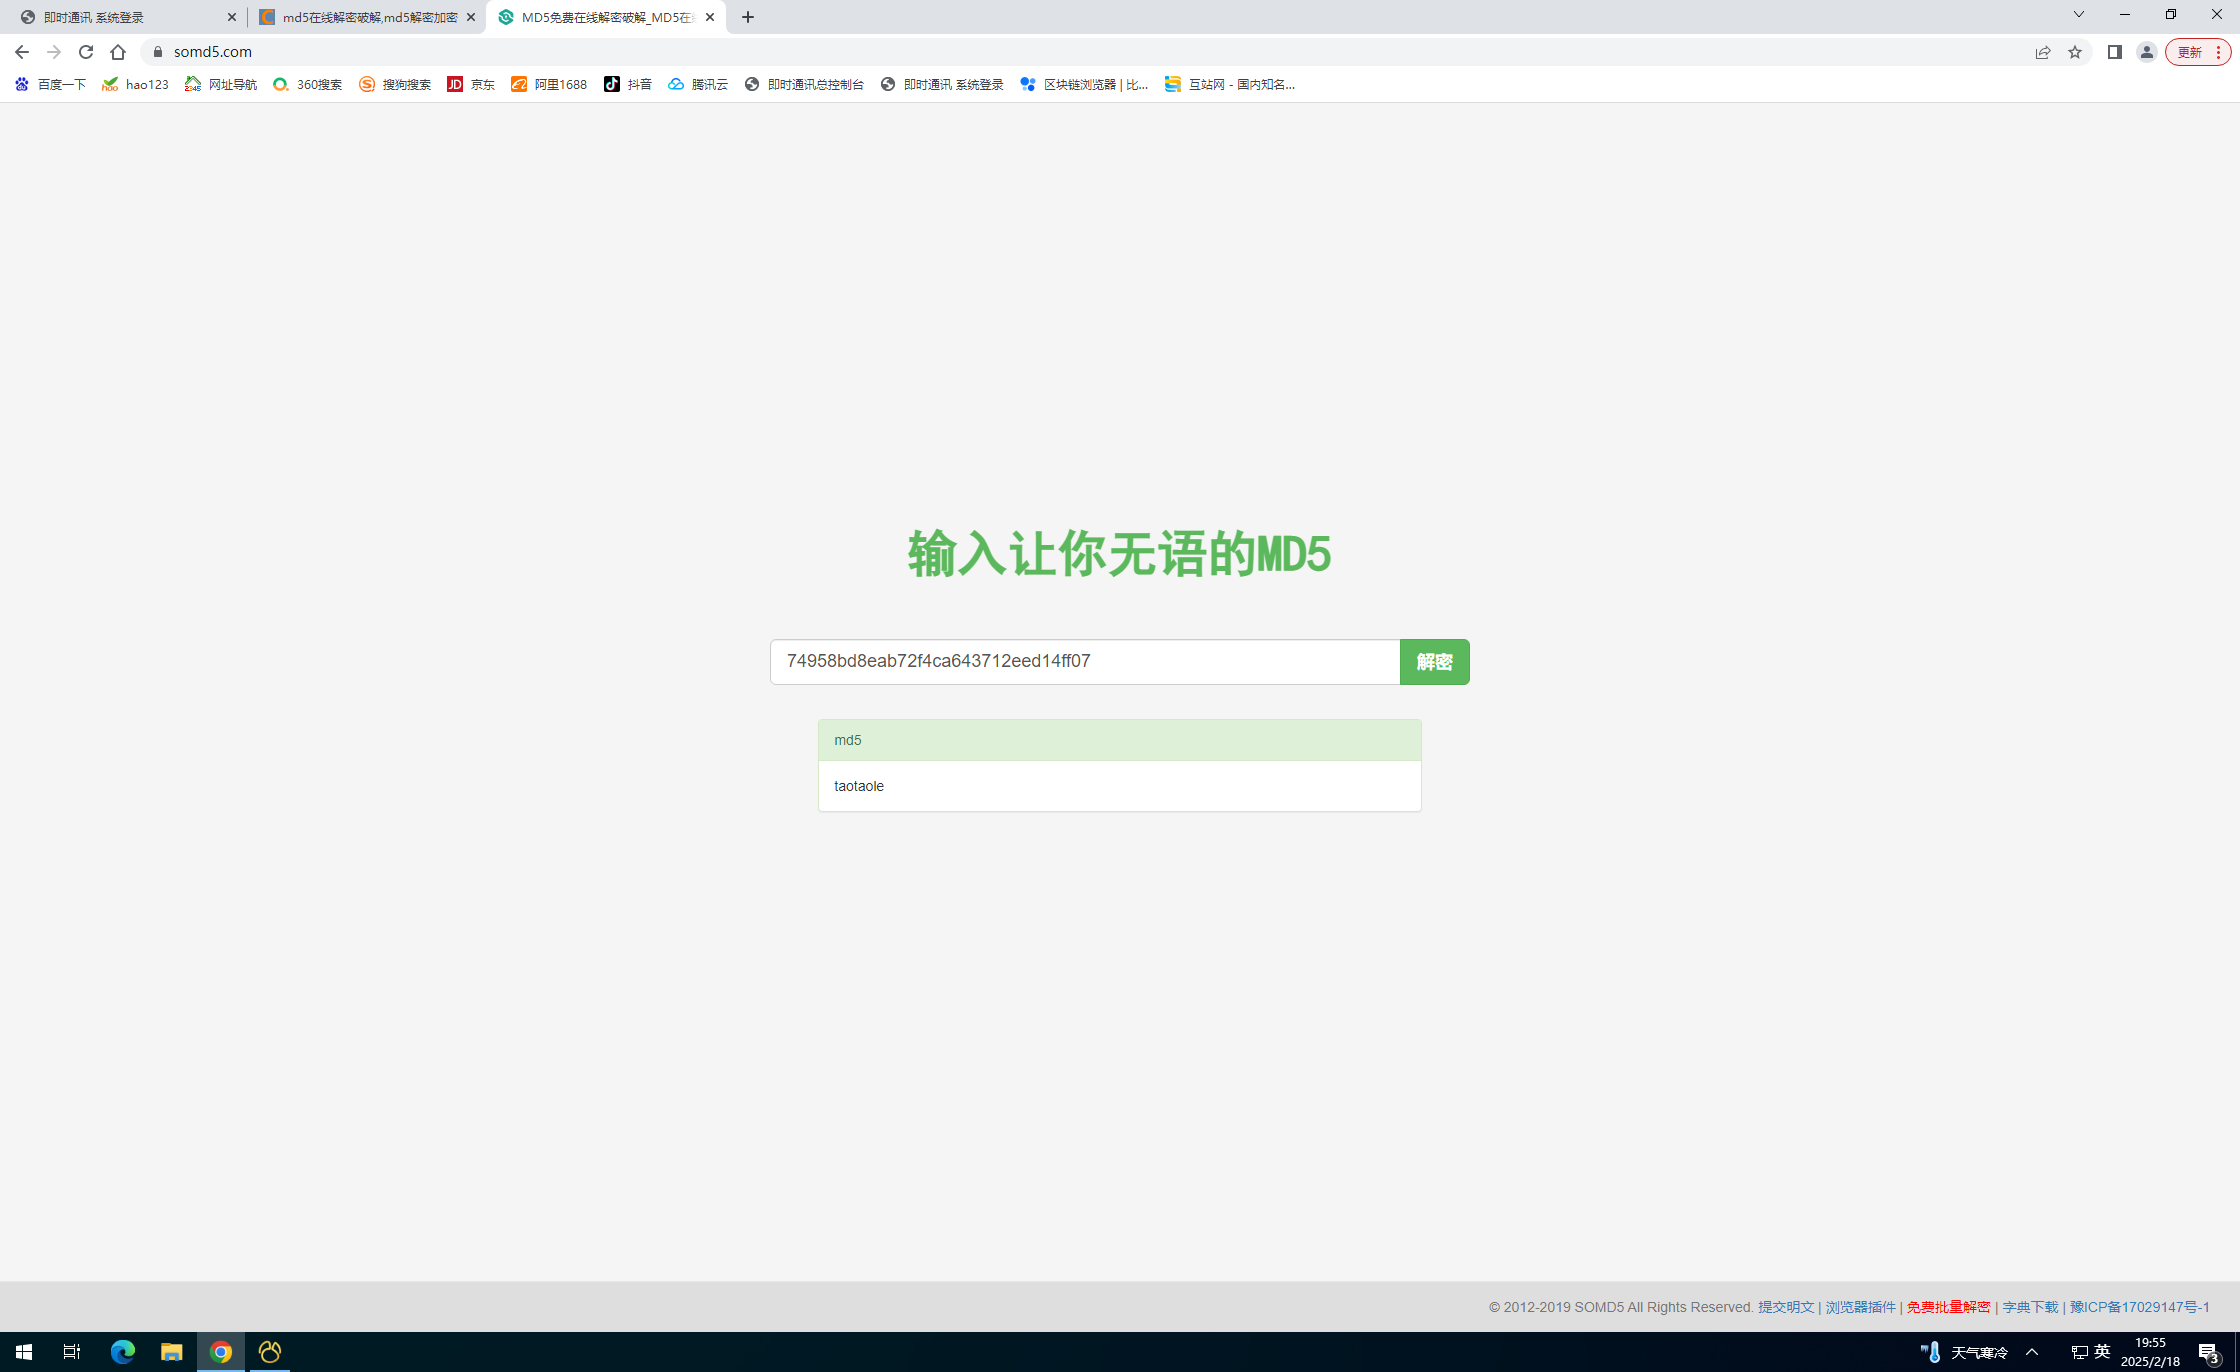 即时通讯 系统登录
md5在线解密破解,md5解密加密
MD5免费在线解密破解_MD5在
somd5.com
更新
百度一下 hao123 网址导航 360搜索 搜狗搜索 京东 阿里1688 抖音 腾讯云 即时通讯总控制台 即时通讯 系统登录 区块链浏览器 | 比... 互站网 - 国内知名...
输入让你无语的MD5
74958bd8eab72f4ca643712eed14ff07
解密
md5
taotaole
© 2012-2019 SOMD5 All Rights Reserved. 提交明文 | 浏览器插件 | 免费批量解密 | 字典下载 | 豫ICP备17029147号-1
天气寒冷
英
19:55
2025/2/18
3